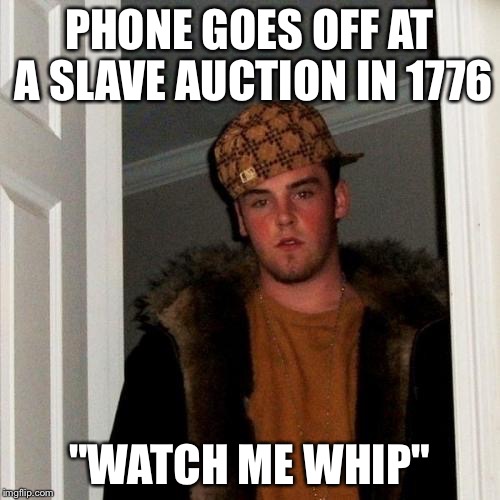 PHONE GOES OFF AT
A SLAVE AUCTION IN 1776
"WATCH ME WHIP"
imgflip.com